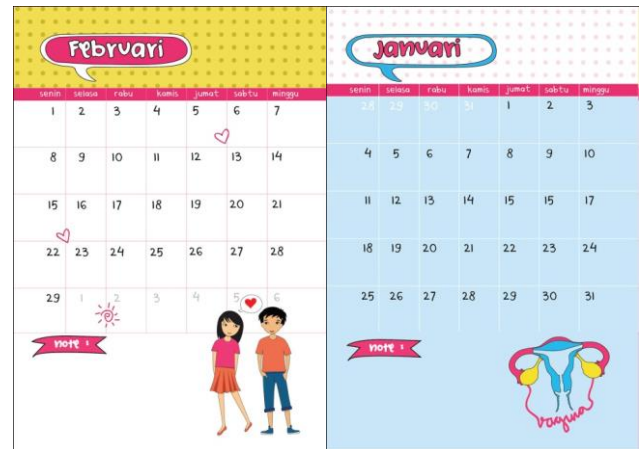 Februari
senin selasa rabu kamis jumat sabtu minggu
1 2 3 4 5 6 7
8 9 10 11 12 13 14
15 16 17 18 19 20 21
22 23 24 25 26 27 28
29 1 2 3 4 5 6
note :
Januari
senin selasa rabu kamis jumat sabtu minggu
28 29 30 31 1 2 3
4 5 6 7 8 9 10
11 12 13 14 15 15 17
18 19 20 21 22 23 24
25 26 27 28 29 30 31
note :
vagina